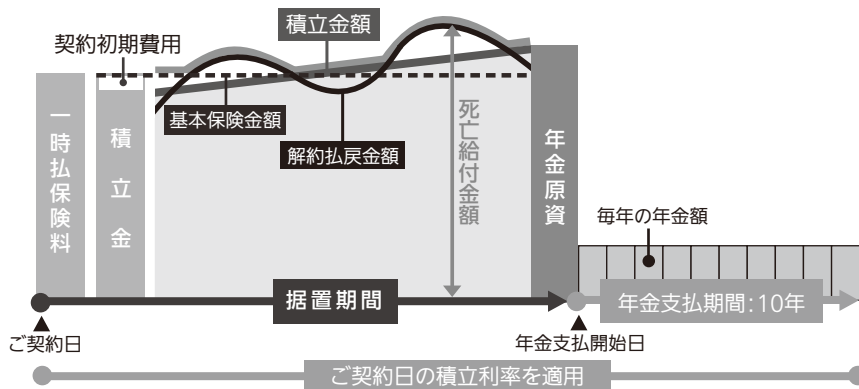 積立金額
契約初期費用
一時払保険料
積立金
基本保険金額
解約払戻金額
死亡給付金額
年金原資
毎年の年金額
据置期間
年金支払期間:10年
ご契約日
年金支払開始日
ご契約日の積立利率を適用